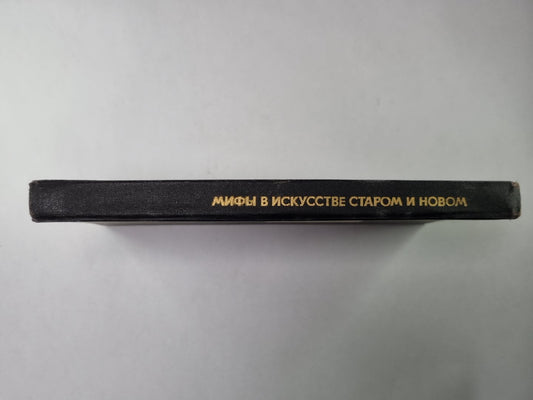 МИФЫ В ИСКУССТВЕ СТАРОМ И НОВОМ